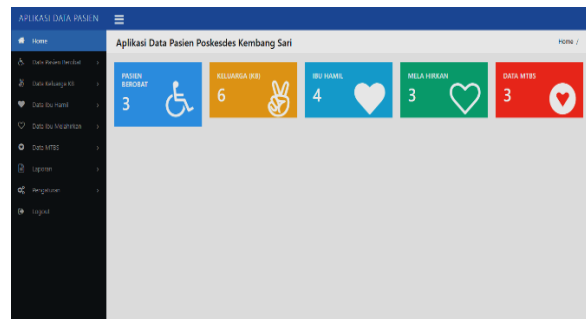 APLIKASI DATA PASIEN
Home
Data Pasien Berobat
Data Keluarga KB
Data Ibu Hamil
Data Ibu Melahirkan
Data MTBS
Laporan
Pengaturan
Logout
Aplikasi Data Pasien Poskesdes Kembang Sari
Home /
PASIEN
BEROBAT
3
KELUARGA (KB)
6
IBU HAMIL
4
MELA HIRKAN
3
DATA MTBS
3